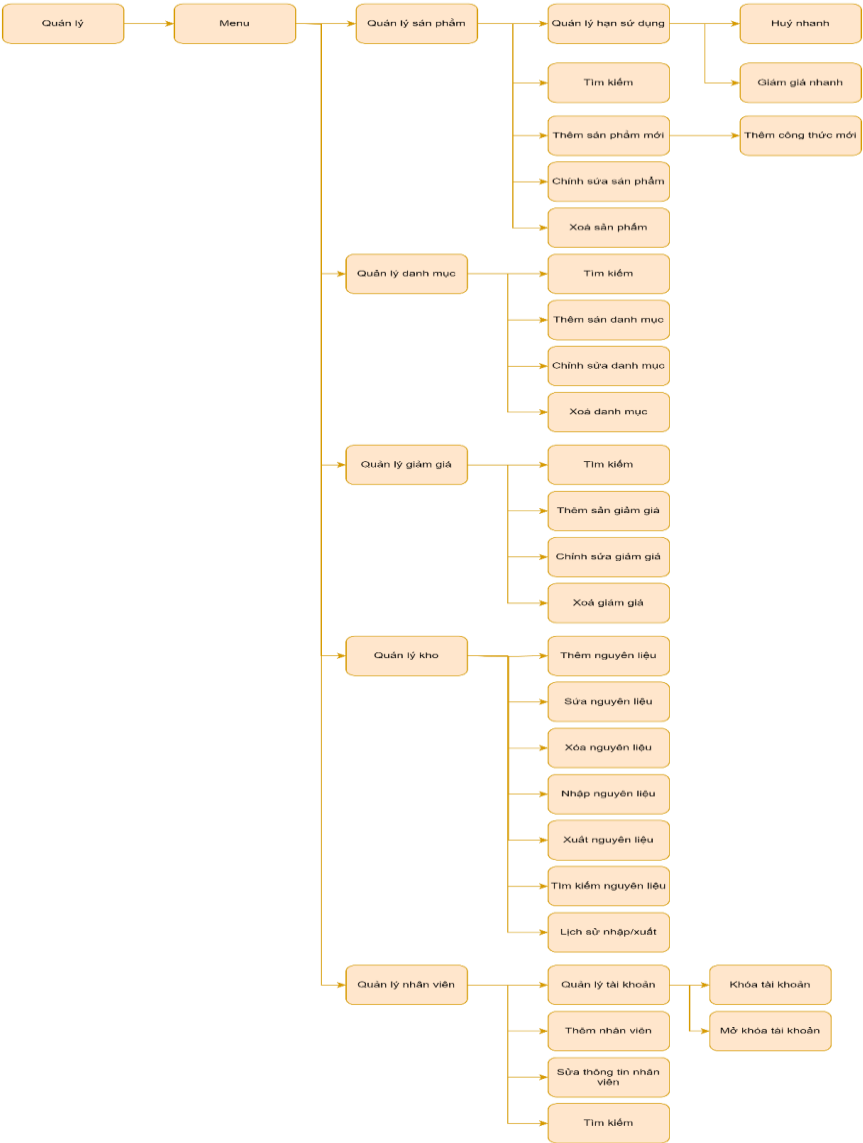 Quản lý
Menu
Quản lý sản phẩm
Quản lý hạn sử dụng
Huỷ nhanh
Giảm giá nhanh
Tìm kiếm
Thêm sản phẩm mới
Thêm công thức mới
Chỉnh sửa sản phẩm
Xoá sản phẩm
Quản lý danh mục
Tìm kiếm
Thêm sản danh mục
Chỉnh sửa danh mục
Xoá danh mục
Quản lý giảm giá
Tìm kiếm
Thêm sản giảm giá
Chỉnh sửa giảm giá
Xoá giảm giá
Quản lý kho
Thêm nguyên liệu
Sửa nguyên liệu
Xóa nguyên liệu
Nhập nguyên liệu
Xuất nguyên liệu
Tìm kiếm nguyên liệu
Lịch sử nhập/xuất
Quản lý nhân viên
Quản lý tài khoản
Khóa tài khoản
Mở khóa tài khoản
Thêm nhân viên
Sửa thông tin nhân
viên
Tìm kiếm